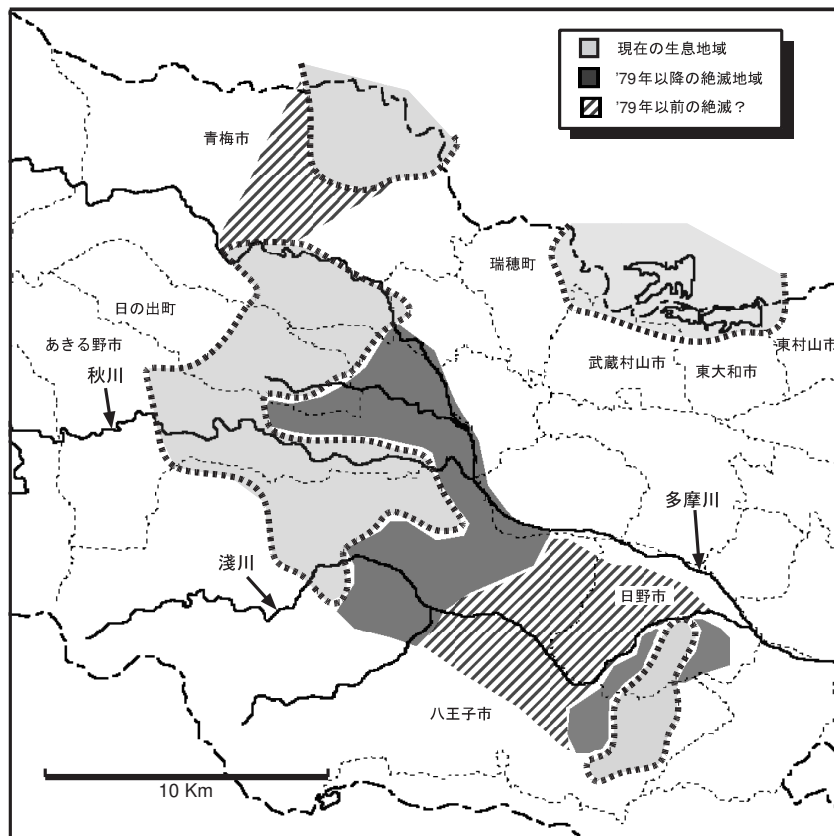 現在の生息地域
'79年以降の絶滅地域
'79年以前の絶滅？
青梅市
瑞穂町
日の出町
あきる野市
秋川
武蔵村山市
東大和市
東村山市
多摩川
淺川
日野市
八王子市
10 Km